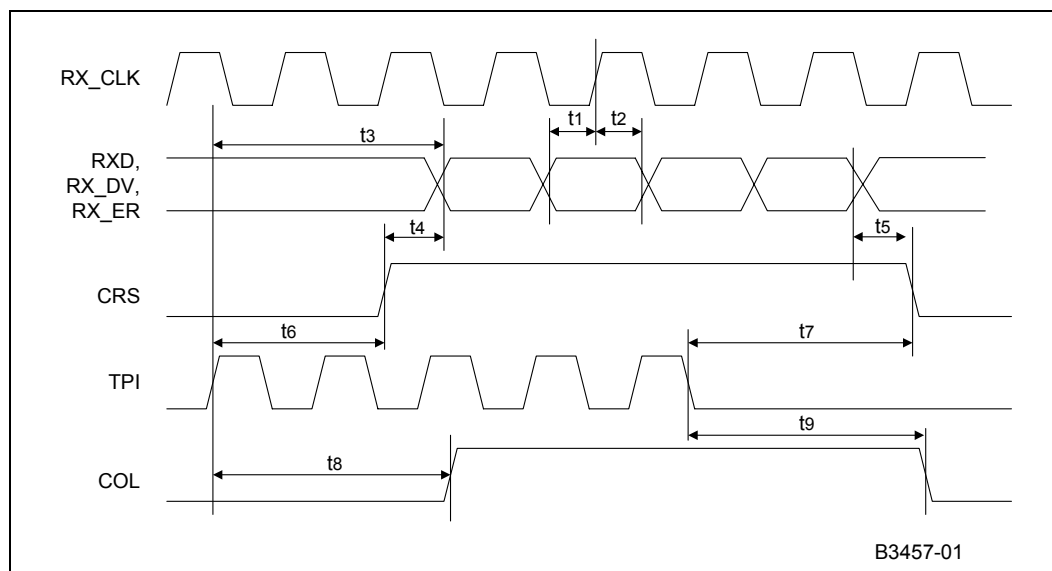 RX_CLK
t1
t2
t3
RXD,
RX_DV,
RX_ER
t4
t5
CRS
t6
t7
TPI
t9
t8
COL
B3457-01